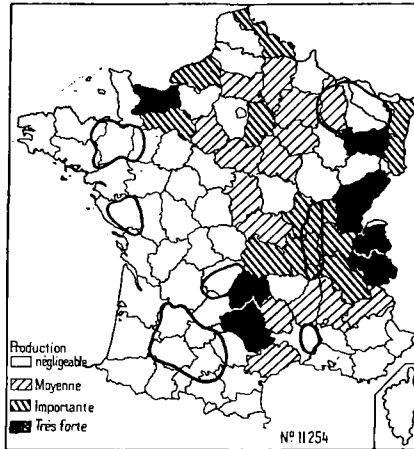 Production
négligeable
Moyenne
Importante
Très forte
N° 11254